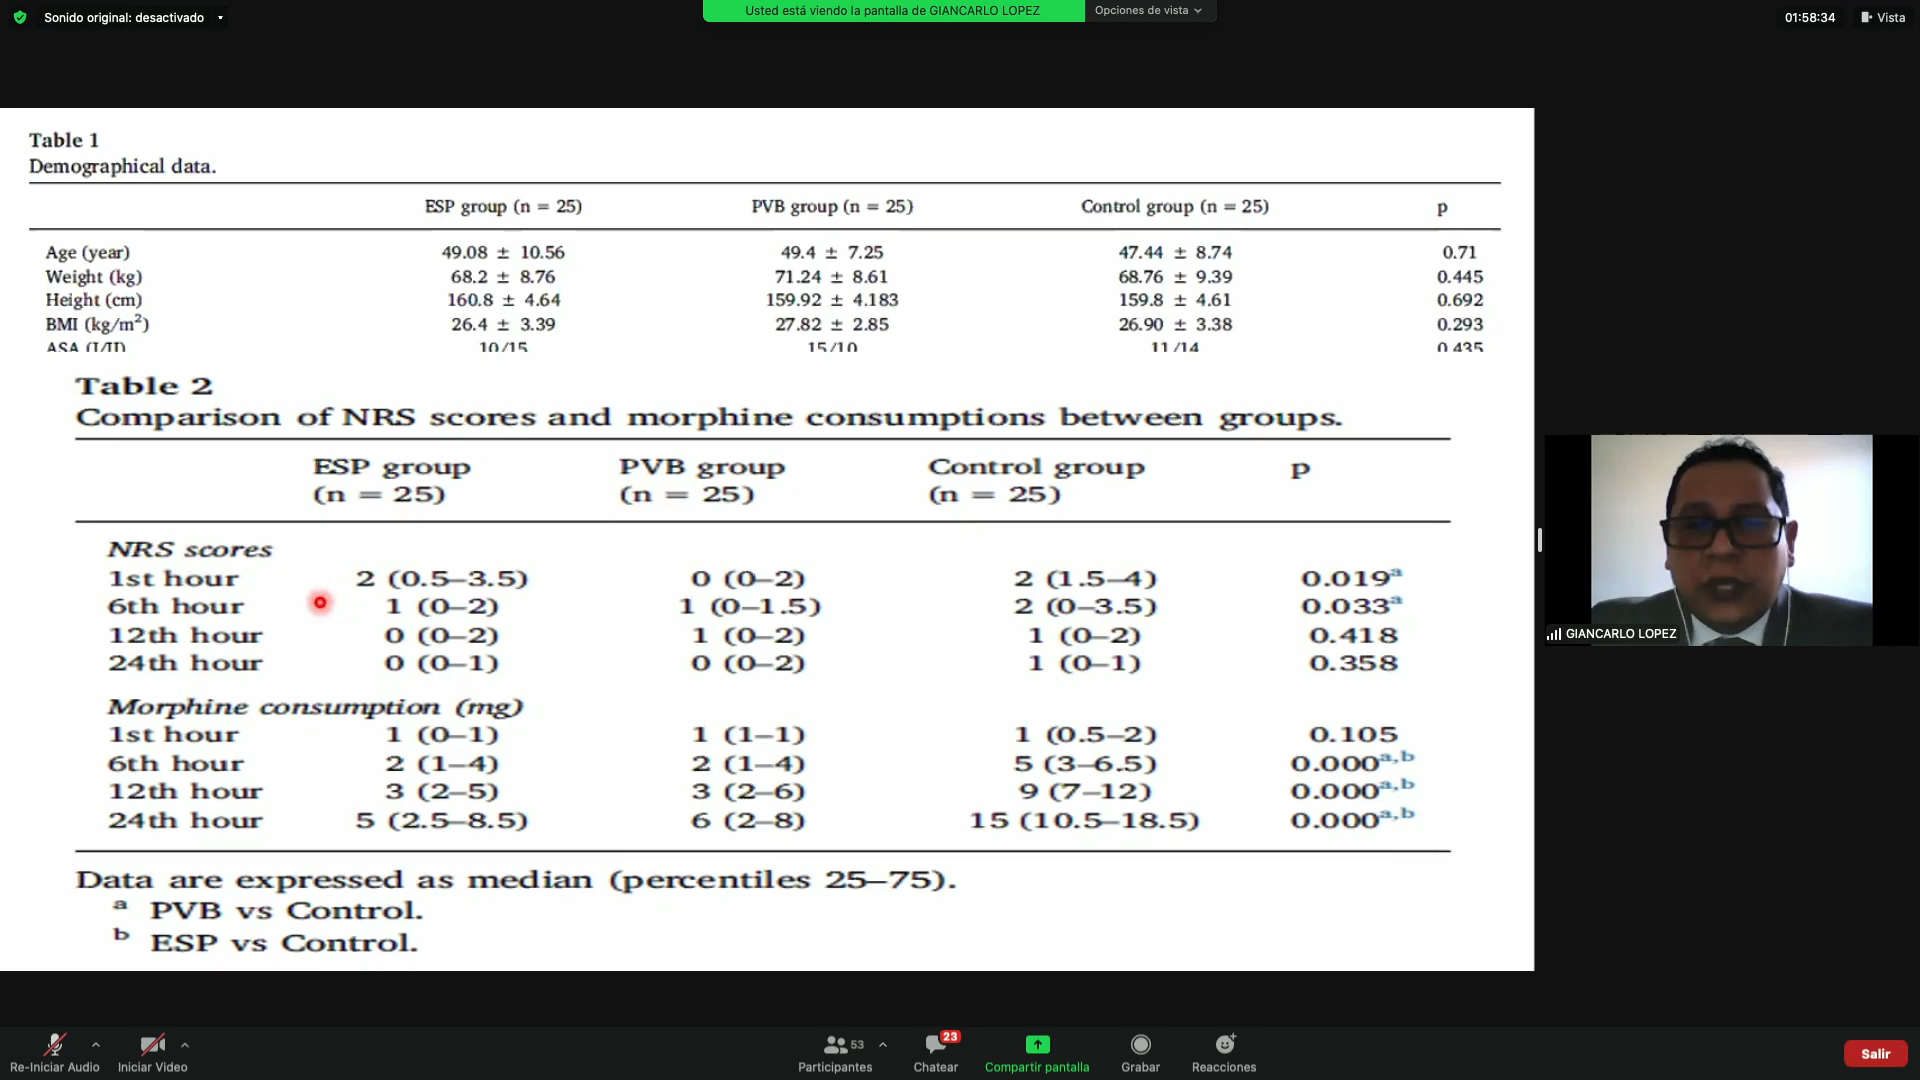 Sonido original: desactivado
Usted está viendo la pantalla de GIANCARLO LOPEZ
Opciones de vista
01:58:34
Vista
Table 1
Demographical data.
ESP group (n = 25) PVB group (n = 25) Control group (n = 25) p
Age (year) 49.08 ± 10.56 49.4 ± 7.25 47.44 ± 8.74 0.71
Weight (kg) 68.2 ± 8.76 71.24 ± 8.61 68.76 ± 9.39 0.445
Height (cm) 160.8 ± 4.64 159.92 ± 4.183 159.8 ± 4.61 0.692
BMI (kg/m²) 26.4 ± 3.39 27.82 ± 2.85 26.90 ± 3.38 0.293
ASA (I/II) 10/15 15/10 11/14 0.435
Table 2
Comparison of NRS scores and morphine consumptions between groups.
ESP group PVB group Control group p
(n = 25) (n = 25) (n = 25)
NRS scores
1st hour 2 (0.5–3.5) 0 (0–2) 2 (1.5–4) 0.019ᵃ
6th hour 1 (0–2) 1 (0–1.5) 2 (0–3.5) 0.033ᵃ
12th hour 0 (0–2) 1 (0–2) 1 (0–2) 0.418
24th hour 0 (0–1) 0 (0–2) 1 (0–1) 0.358
Morphine consumption (mg)
1st hour 1 (0–1) 1 (1–1) 1 (0.5–2) 0.105
6th hour 2 (1–4) 2 (1–4) 5 (3–6.5) 0.000ᵃ,ᵇ
12th hour 3 (2–5) 3 (2–6) 9 (7–12) 0.000ᵃ,ᵇ
24th hour 5 (2.5–8.5) 6 (2–8) 15 (10.5–18.5) 0.000ᵃ,ᵇ
Data are expressed as median (percentiles 25–75).
ᵃ PVB vs Control.
ᵇ ESP vs Control.
GIANCARLO LOPEZ
Re-Iniciar Audio
Iniciar Video
53
Participantes
23
Chatear
Compartir pantalla
Grabar
Reacciones
Salir